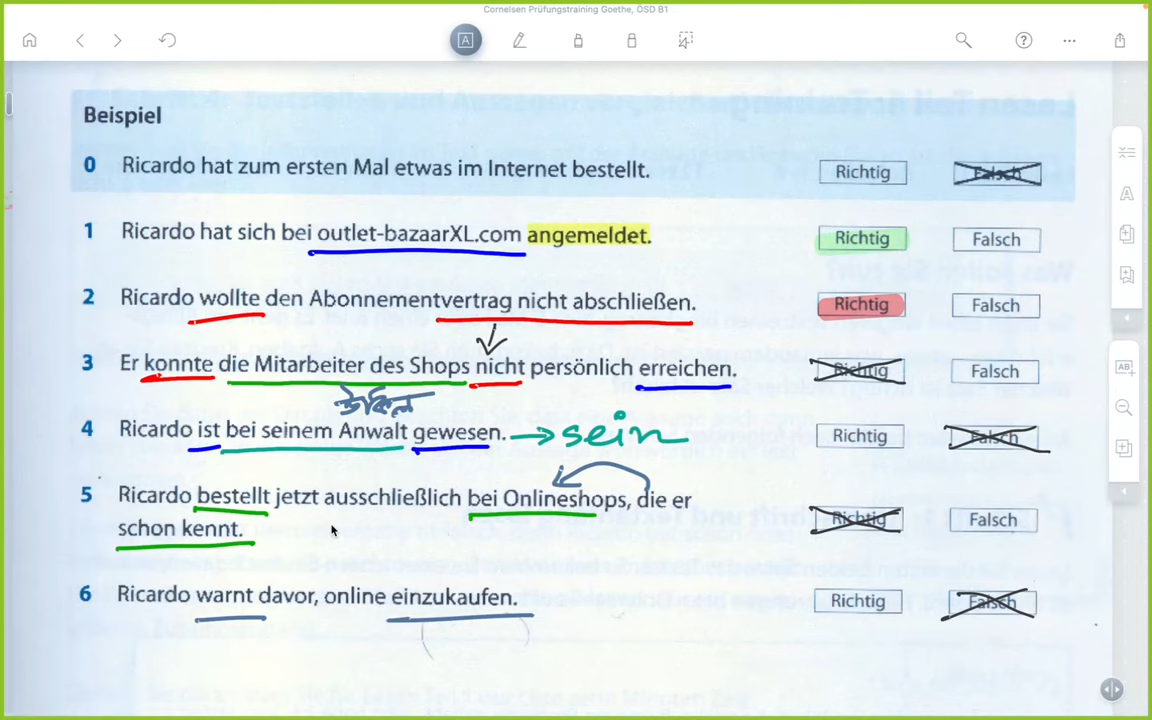 Cornelsen Prüfungstraining Goethe, ÖSD B1
Beispiel
0 Ricardo hat zum ersten Mal etwas im Internet bestellt. Richtig Falsch
1 Ricardo hat sich bei outlet-bazaarXL.com angemeldet. Richtig Falsch
2 Ricardo wollte den Abonnementvertrag nicht abschließen. Richtig Falsch
3 Er konnte die Mitarbeiter des Shops nicht persönlich erreichen. Richtig Falsch
4 Ricardo ist bei seinem Anwalt gewesen. → sein Richtig Falsch
5 Ricardo bestellt jetzt ausschließlich bei Onlineshops, die er
schon kennt. Richtig Falsch
6 Ricardo warnt davor, online einzukaufen. Richtig Falsch